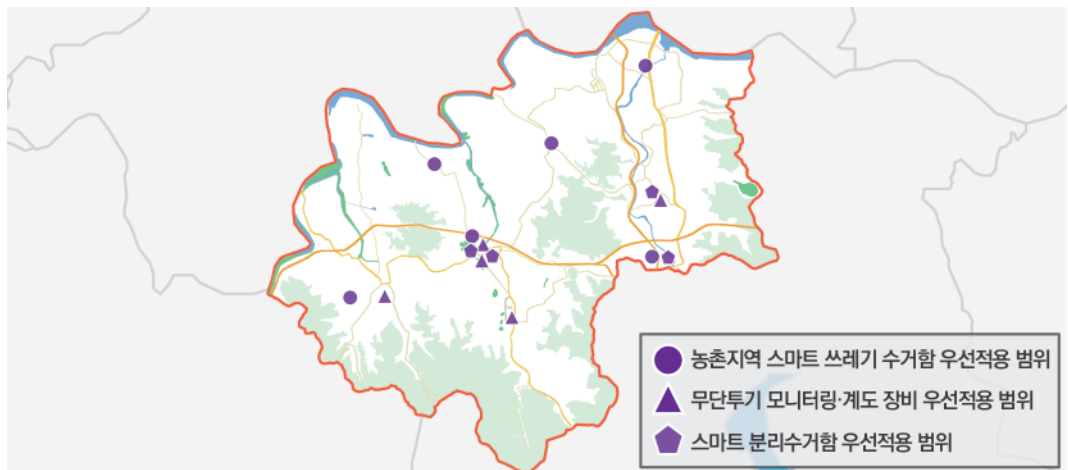 농촌지역 스마트 쓰레기 수거함 우선적용 범위
무단투기 모니터링·계도 장비 우선적용 범위
스마트 분리수거함 우선적용 범위